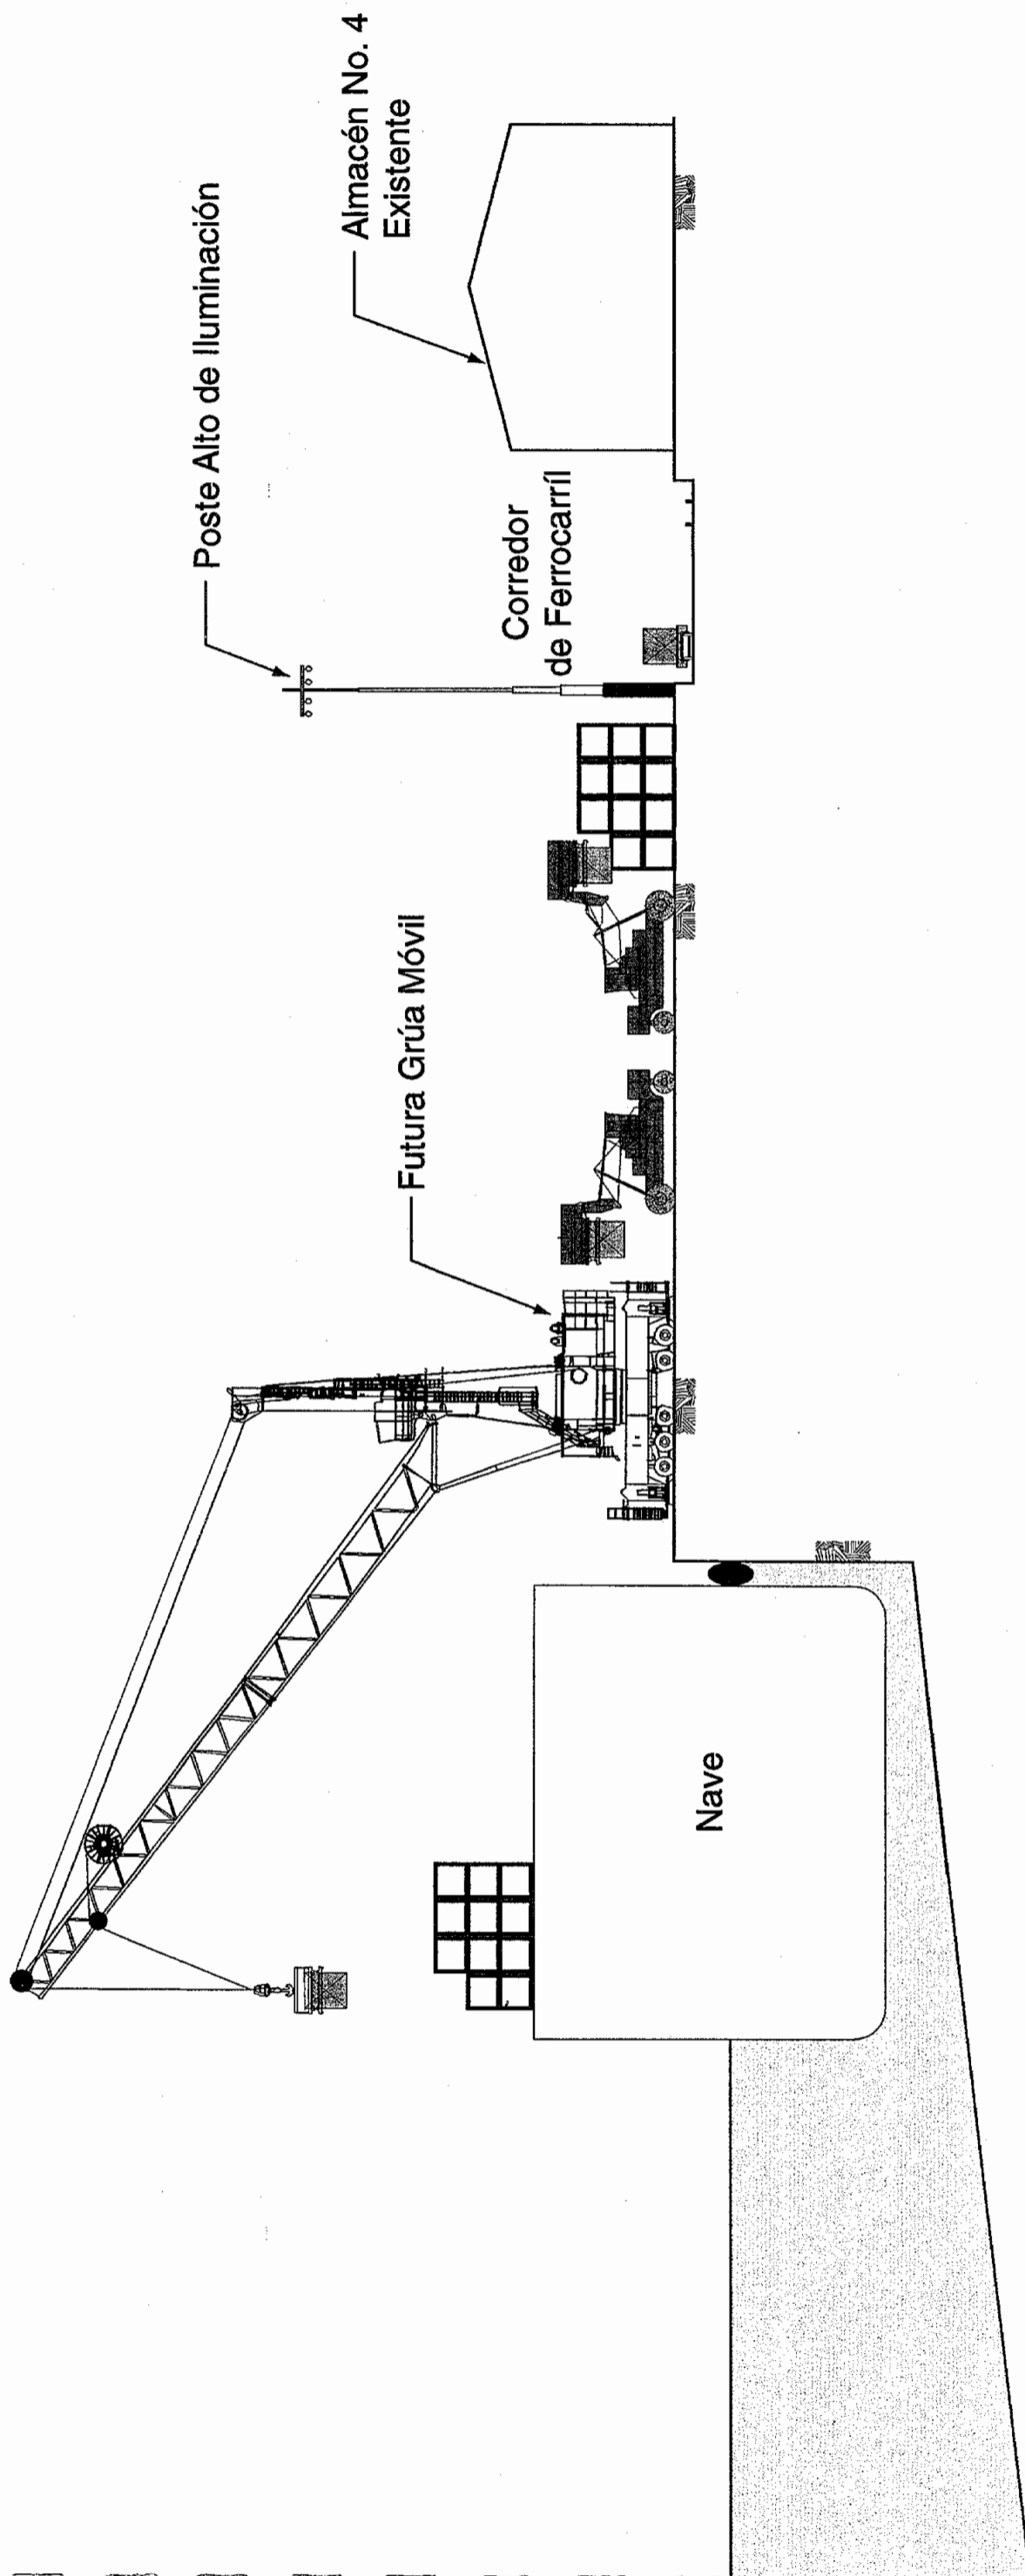 Poste Alto de Iluminación
Almacén No. 4
Existente
Futura Grúa Móvil
Corredor
de Ferrocarríl
Nave